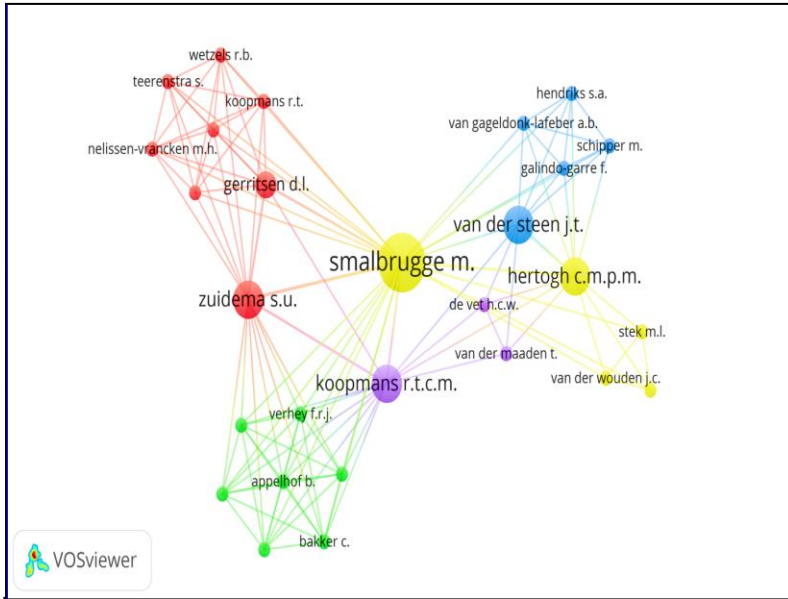 wetzels r.b.
teerenstra s.
koopmans r.t.
nelissen-vrancken m.h.
gerritsen d.l.
hendriks s.a.
van gageldonk-lafeber a.b.
schipper m.
galindo-garre f.
van der steen j.t.
smalbrugge m.
hertogh c.m.p.m.
zuidema s.u.
de vet h.c.w.
stek m.l.
van der maaden t.
van der wouden j.c.
koopmans r.t.c.m.
verhey f.r.j.
appelhof b.
bakker c.
VOSviewer